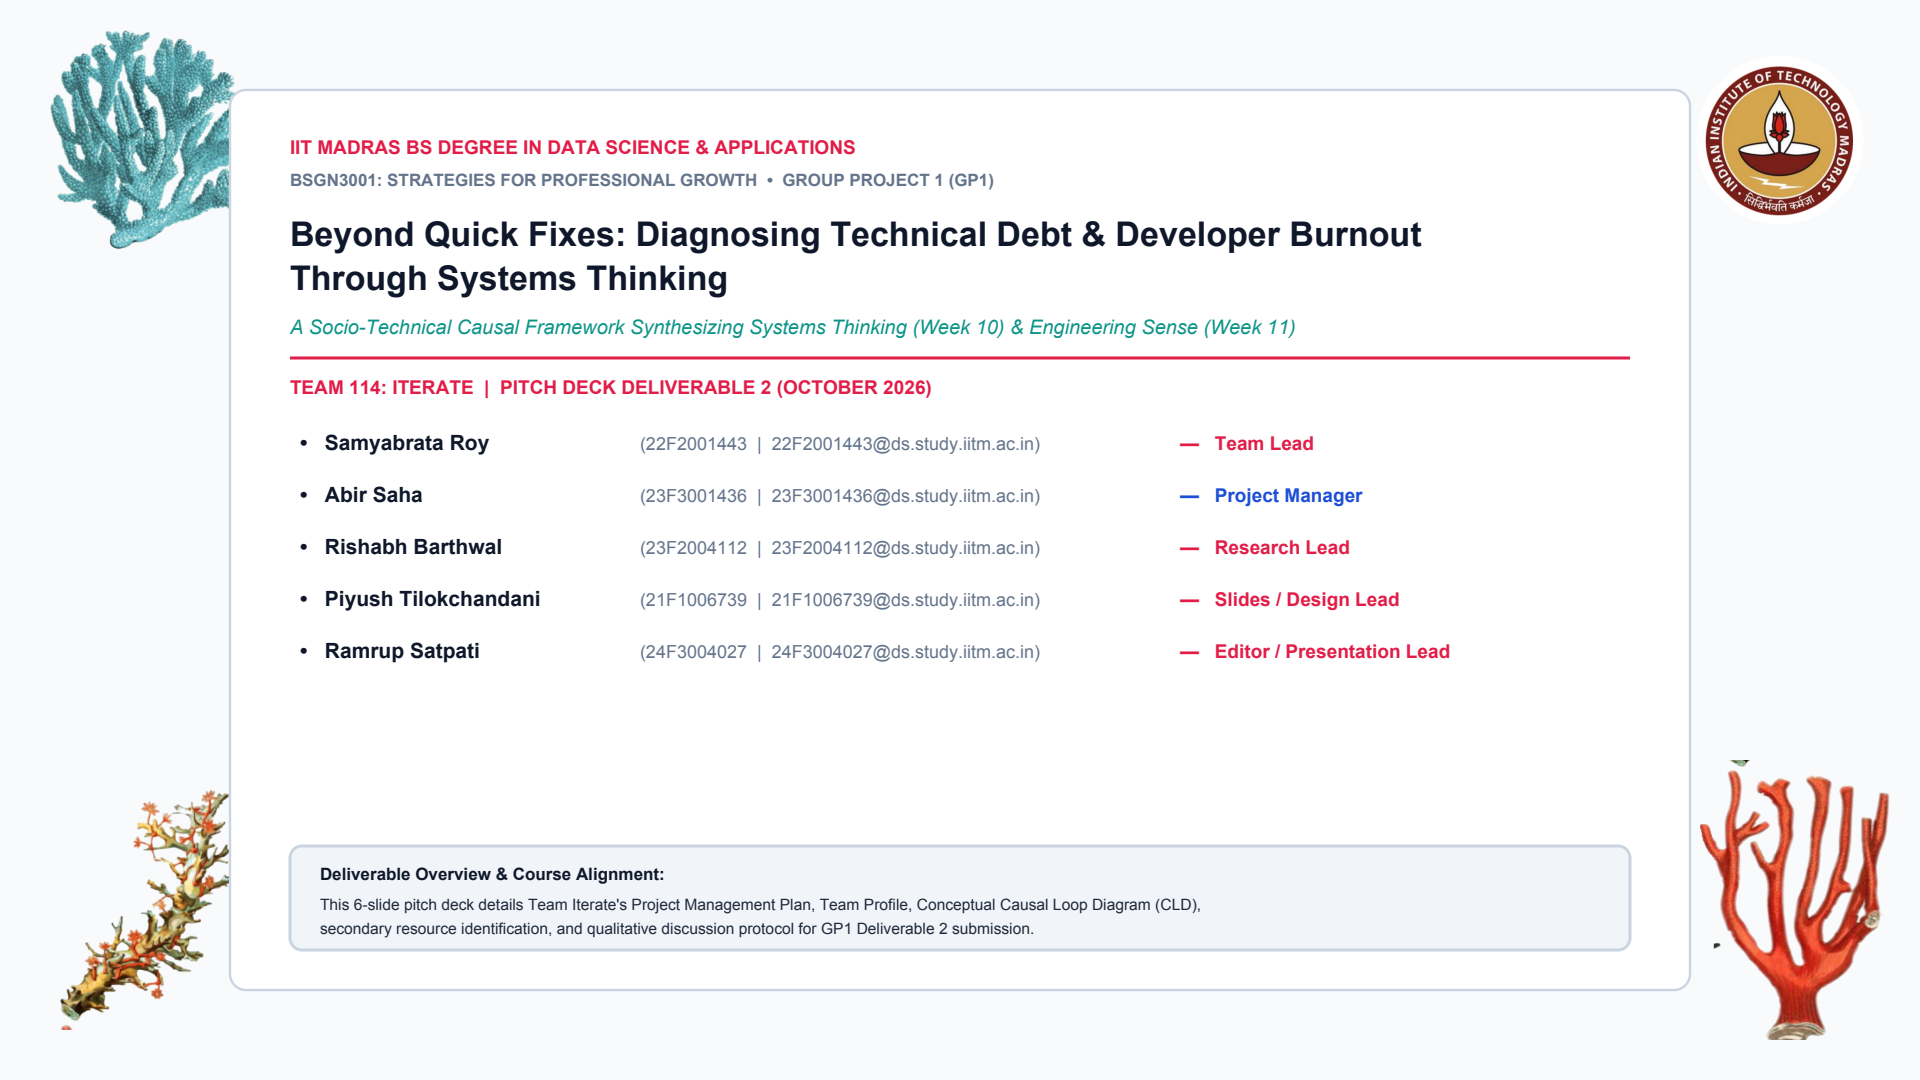 IIT MADRAS BS DEGREE IN DATA SCIENCE & APPLICATIONS
BSGN3001: STRATEGIES FOR PROFESSIONAL GROWTH • GROUP PROJECT 1 (GP1)
Beyond Quick Fixes: Diagnosing Technical Debt & Developer Burnout
Through Systems Thinking
A Socio-Technical Causal Framework Synthesizing Systems Thinking (Week 10) & Engineering Sense (Week 11)
TEAM 114: ITERATE | PITCH DECK DELIVERABLE 2 (OCTOBER 2026)
• Samyabrata Roy (22F2001443 | 22F2001443@ds.study.iitm.ac.in) — Team Lead
• Abir Saha (23F3001436 | 23F3001436@ds.study.iitm.ac.in) — Project Manager
• Rishabh Barthwal (23F2004112 | 23F2004112@ds.study.iitm.ac.in) — Research Lead
• Piyush Tilokchandani (21F1006739 | 21F1006739@ds.study.iitm.ac.in) — Slides / Design Lead
• Ramrup Satpati (24F3004027 | 24F3004027@ds.study.iitm.ac.in) — Editor / Presentation Lead
Deliverable Overview & Course Alignment:
This 6-slide pitch deck details Team Iterate's Project Management Plan, Team Profile, Conceptual Causal Loop Diagram (CLD),
secondary resource identification, and qualitative discussion protocol for GP1 Deliverable 2 submission.
INDIAN INSTITUTE OF TECHNOLOGY MADRAS
सिद्धिर्भवति कर्मजा